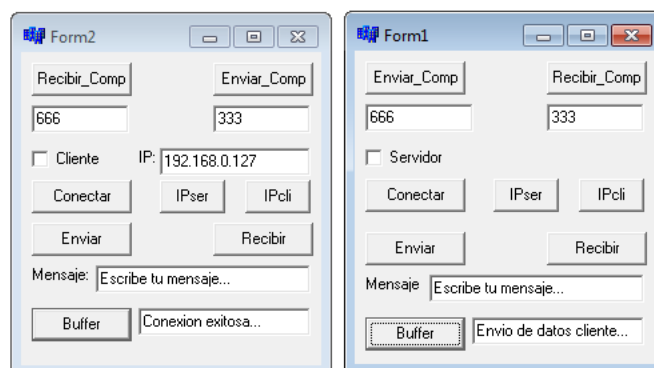 Form2
Recibir_Comp Enviar_Comp
666 333
Cliente IP: 192.168.0.127
Conectar IPser IPcli
Enviar Recibir
Mensaje: Escribe tu mensaje...
Buffer Conexion exitosa...
Form1
Enviar_Comp Recibir_Comp
666 333
Servidor
Conectar IPser IPcli
Enviar Recibir
Mensaje Escribe tu mensaje...
Buffer Envio de datos cliente...